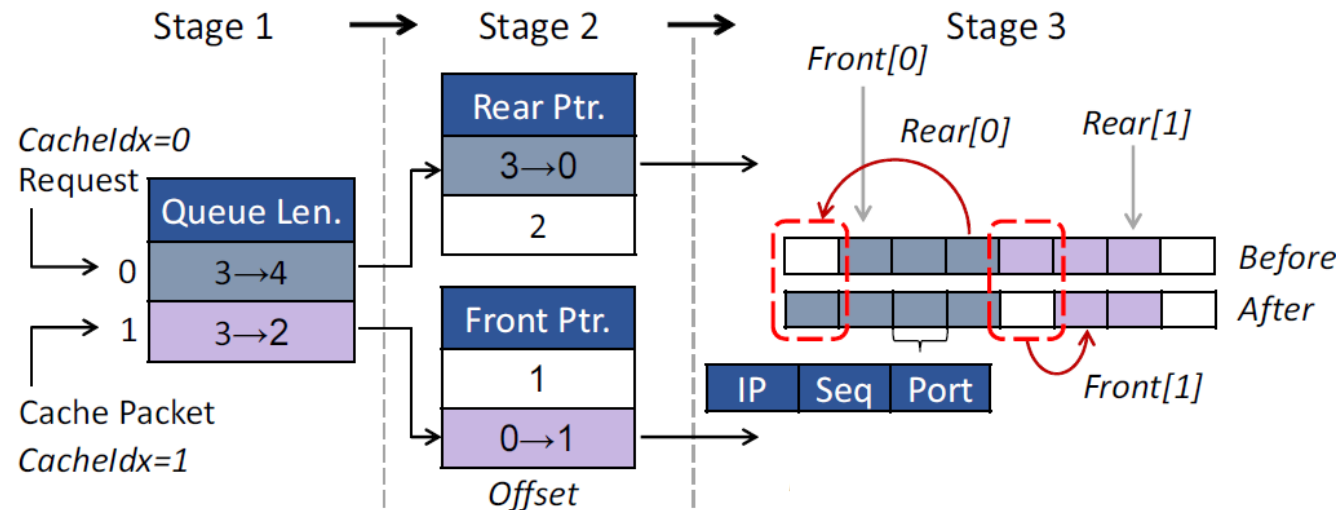 Stage 1
Stage 2
Stage 3
CacheIdx=0
Request
Queue Len.
0
3→4
1
3→2
Cache Packet
CacheIdx=1
Rear Ptr.
3→0
2
Front Ptr.
1
0→1
Offset
Front[0]
Rear[0]
Rear[1]
Before
After
IP
Seq
Port
Front[1]